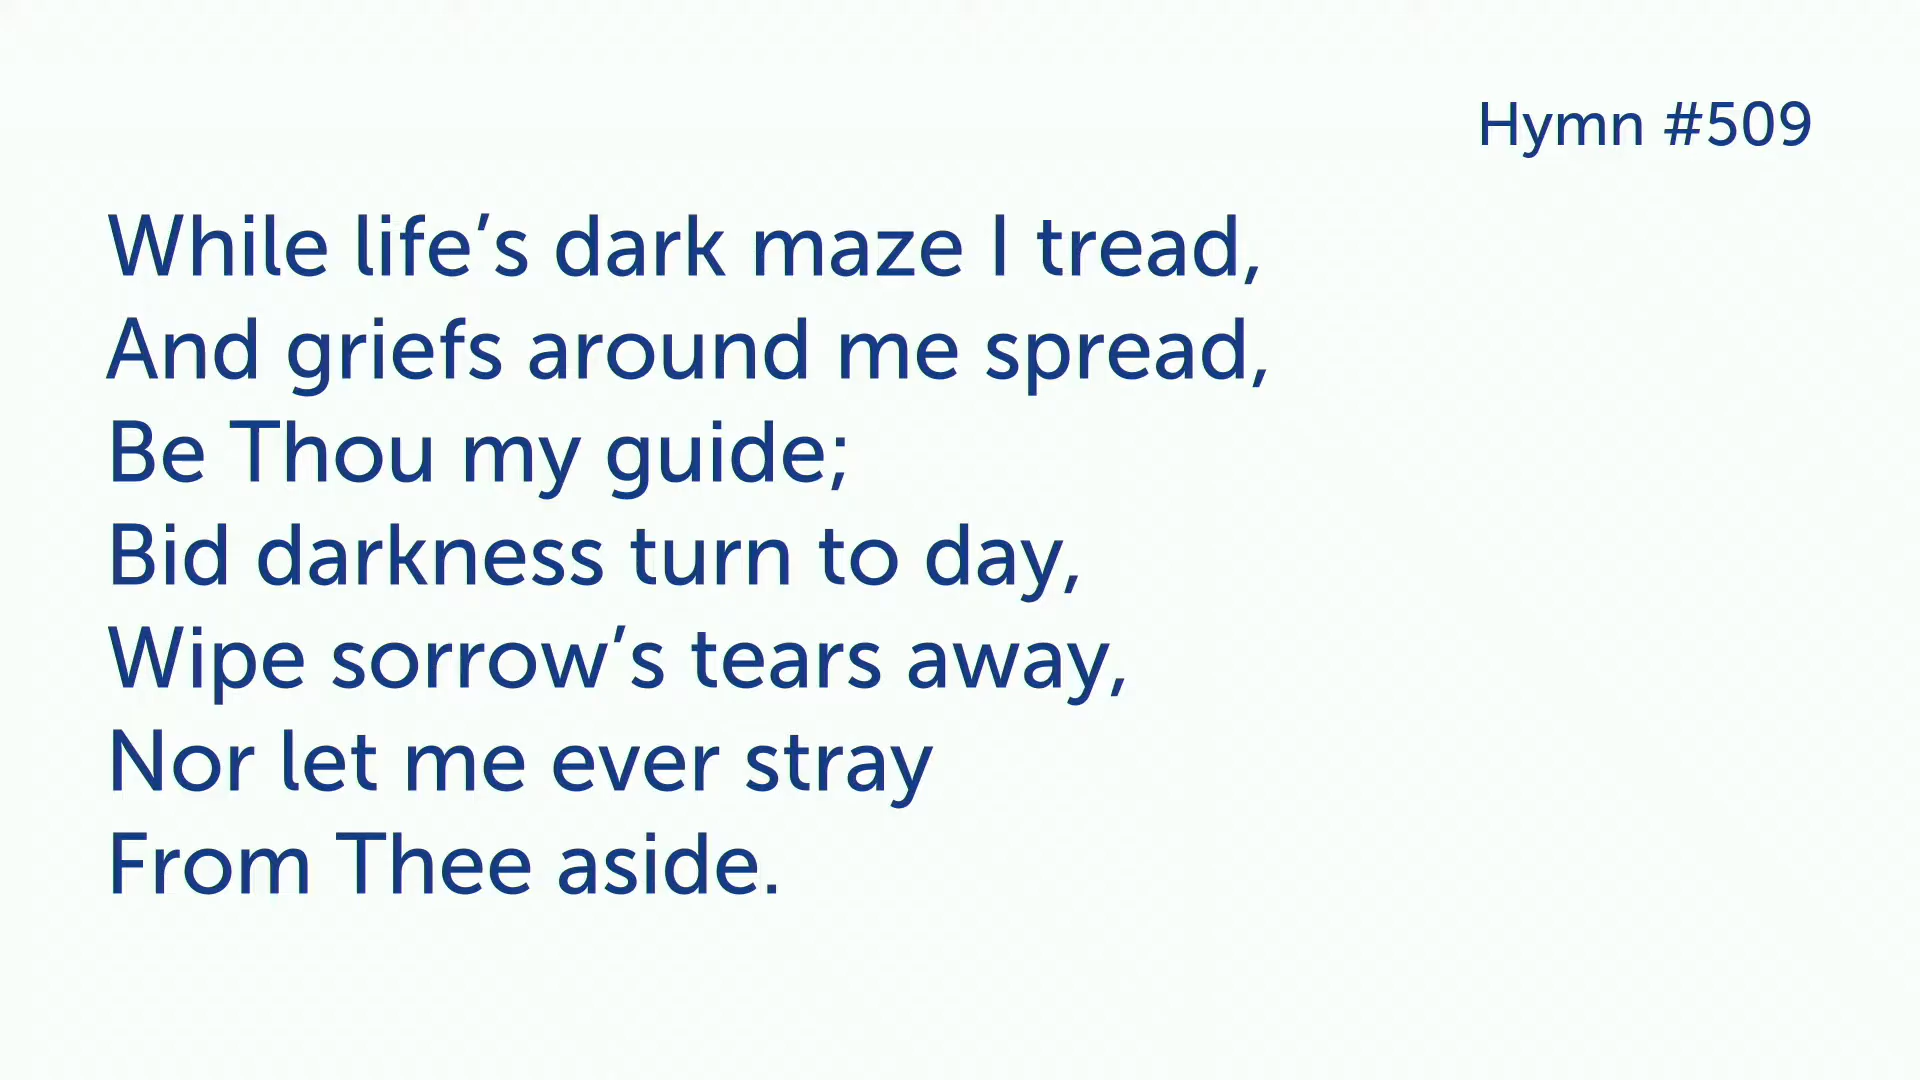 Hymn #509
While life’s dark maze I tread,
And griefs around me spread,
Be Thou my guide;
Bid darkness turn to day,
Wipe sorrow’s tears away,
Nor let me ever stray
From Thee aside.